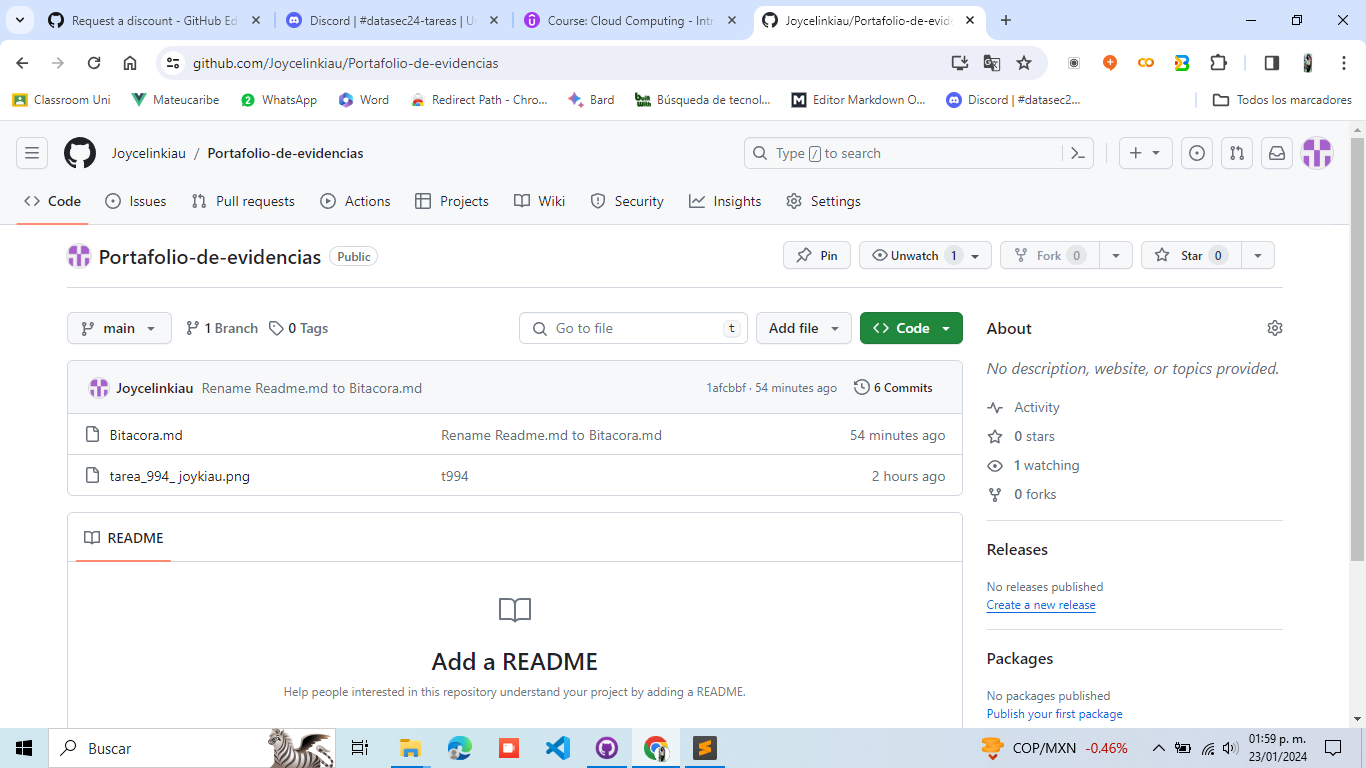 Request a discount - GitHub Ed
Discord | #datasec24-tareas | Ur
Course: Cloud Computing - Intr
Joycelinkiau/Portafolio-de-evide
github.com/Joycelinkiau/Portafolio-de-evidencias
Classroom Uni
Mateucaribe
WhatsApp
Word
Redirect Path - Chro...
Bard
Búsqueda de tecnol...
Editor Markdown O...
Discord | #datasec2...
Todos los marcadores
Joycelinkiau / Portafolio-de-evidencias
Type / to search
Code
Issues
Pull requests
Actions
Projects
Wiki
Security
Insights
Settings
Portafolio-de-evidencias Public
Pin
Unwatch 1
Fork 0
Star 0
main
1 Branch
0 Tags
Go to file t
Add file
Code
Joycelinkiau Rename Readme.md to Bitacora.md 1afcbbf · 54 minutes ago 6 Commits
Bitacora.md Rename Readme.md to Bitacora.md 54 minutes ago
tarea_994_ joykiau.png t994 2 hours ago
README
Add a README
Help people interested in this repository understand your project by adding a README.
About
No description, website, or topics provided.
Activity
0 stars
1 watching
0 forks
Releases
No releases published
Create a new release
Packages
No packages published
Publish your first package
Buscar
COP/MXN -0.46%
01:59 p. m.
23/01/2024